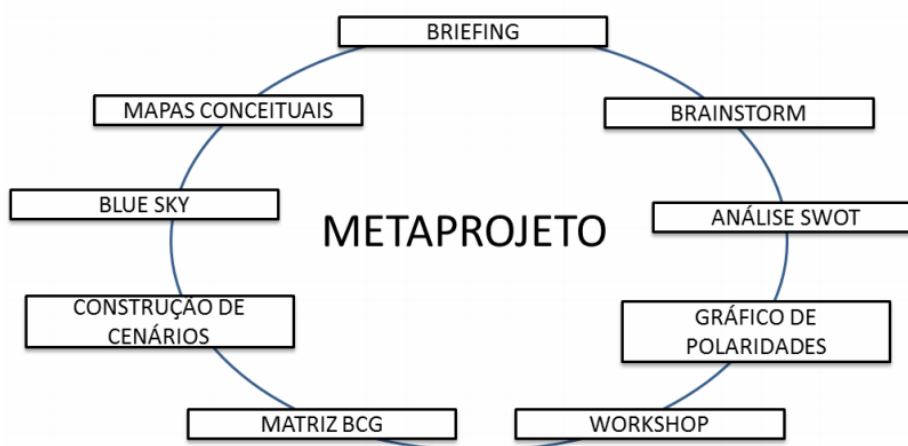 BRIEFING
MAPAS CONCEITUAIS
BRAINSTORM
BLUE SKY
METAPROJETO
ANÁLISE SWOT
CONSTRUÇÃO DE
CENÁRIOS
GRÁFICO DE
POLARIDADES
MATRIZ BCG
WORKSHOP